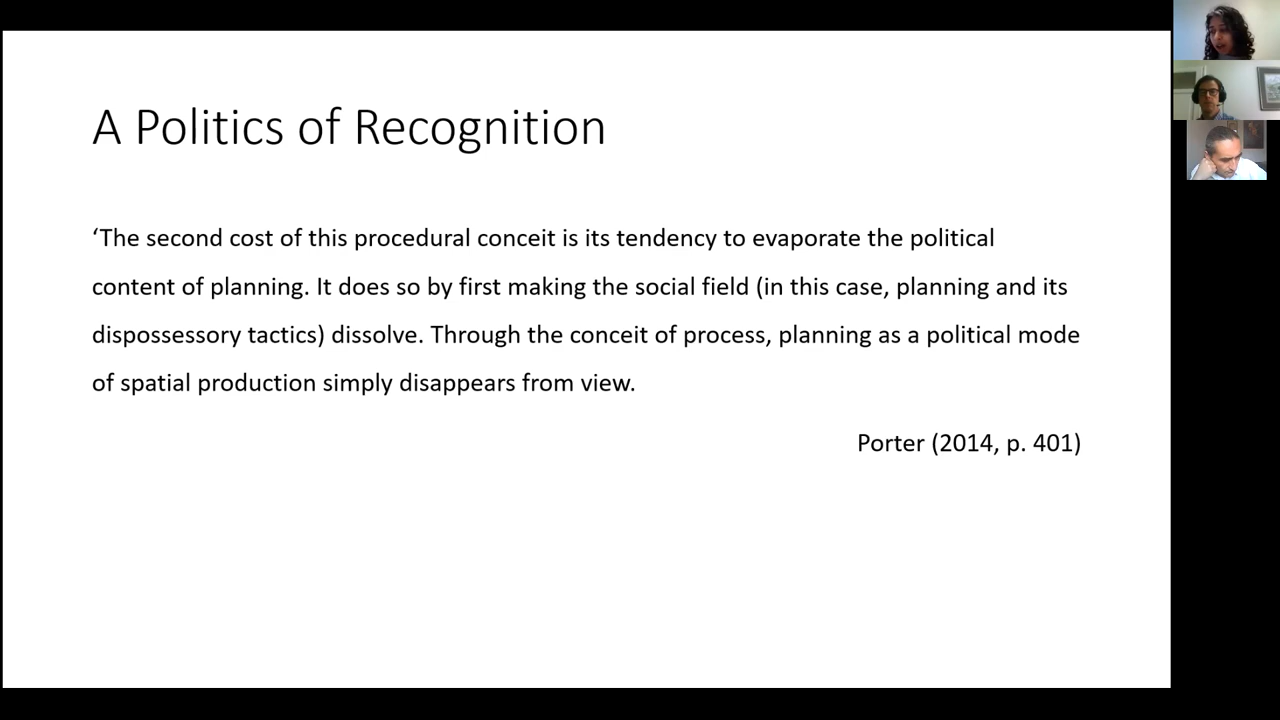 A Politics of Recognition
‘The second cost of this procedural conceit is its tendency to evaporate the political
content of planning. It does so by first making the social field (in this case, planning and its
dispossessory tactics) dissolve. Through the conceit of process, planning as a political mode
of spatial production simply disappears from view.
Porter (2014, p. 401)